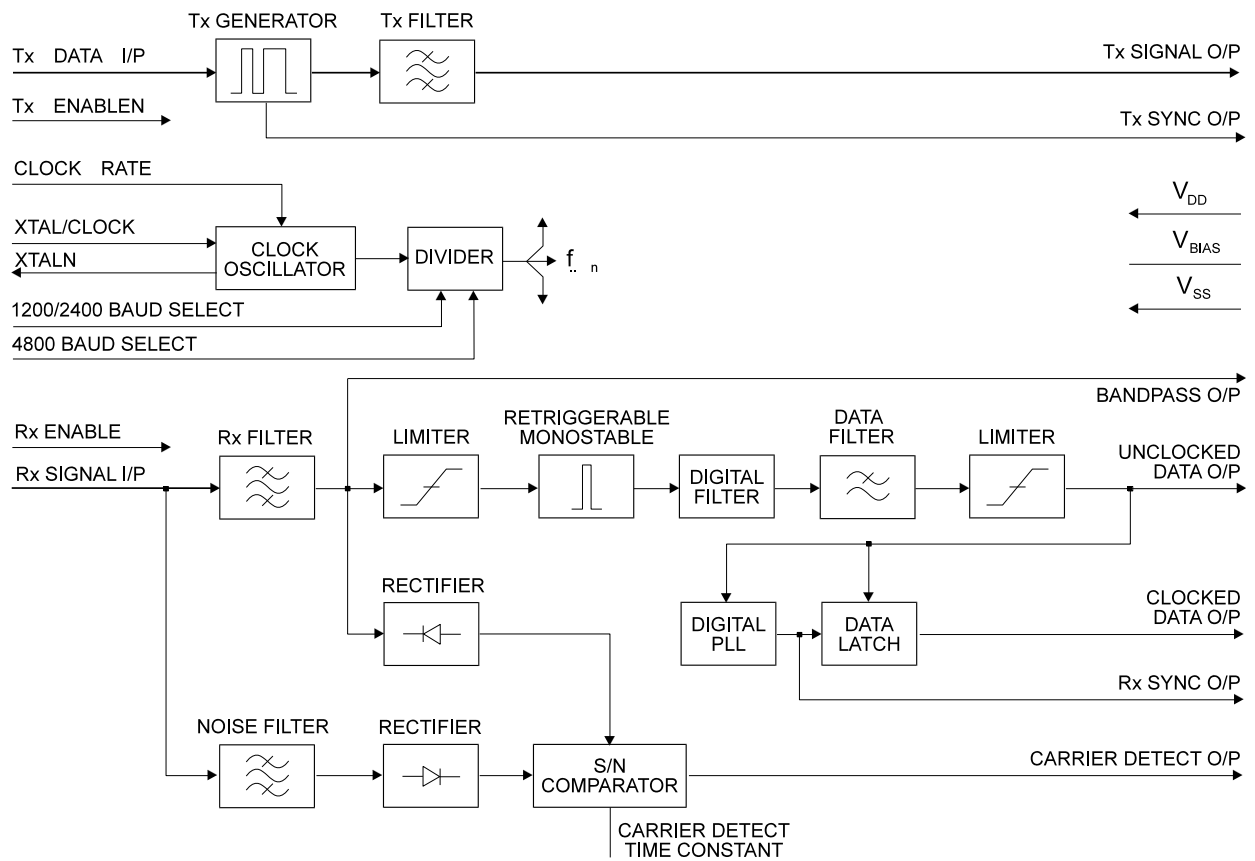 Tx GENERATOR
Tx FILTER
Tx DATA I/P
Tx SIGNAL O/P
Tx ENABLEN
Tx SYNC O/P
CLOCK RATE
VDD
XTAL/CLOCK
XTALN
CLOCK
OSCILLATOR
DIVIDER
f.. n
VBIAS
VSS
1200/2400 BAUD SELECT
4800 BAUD SELECT
BANDPASS O/P
Rx ENABLE
Rx SIGNAL I/P
Rx FILTER
LIMITER
RETRIGGERABLE
MONOSTABLE
DIGITAL
FILTER
DATA
FILTER
LIMITER
UNCLOCKED
DATA O/P
RECTIFIER
DIGITAL
PLL
DATA
LATCH
CLOCKED
DATA O/P
Rx SYNC O/P
NOISE FILTER
RECTIFIER
S/N
COMPARATOR
CARRIER DETECT O/P
CARRIER DETECT
TIME CONSTANT